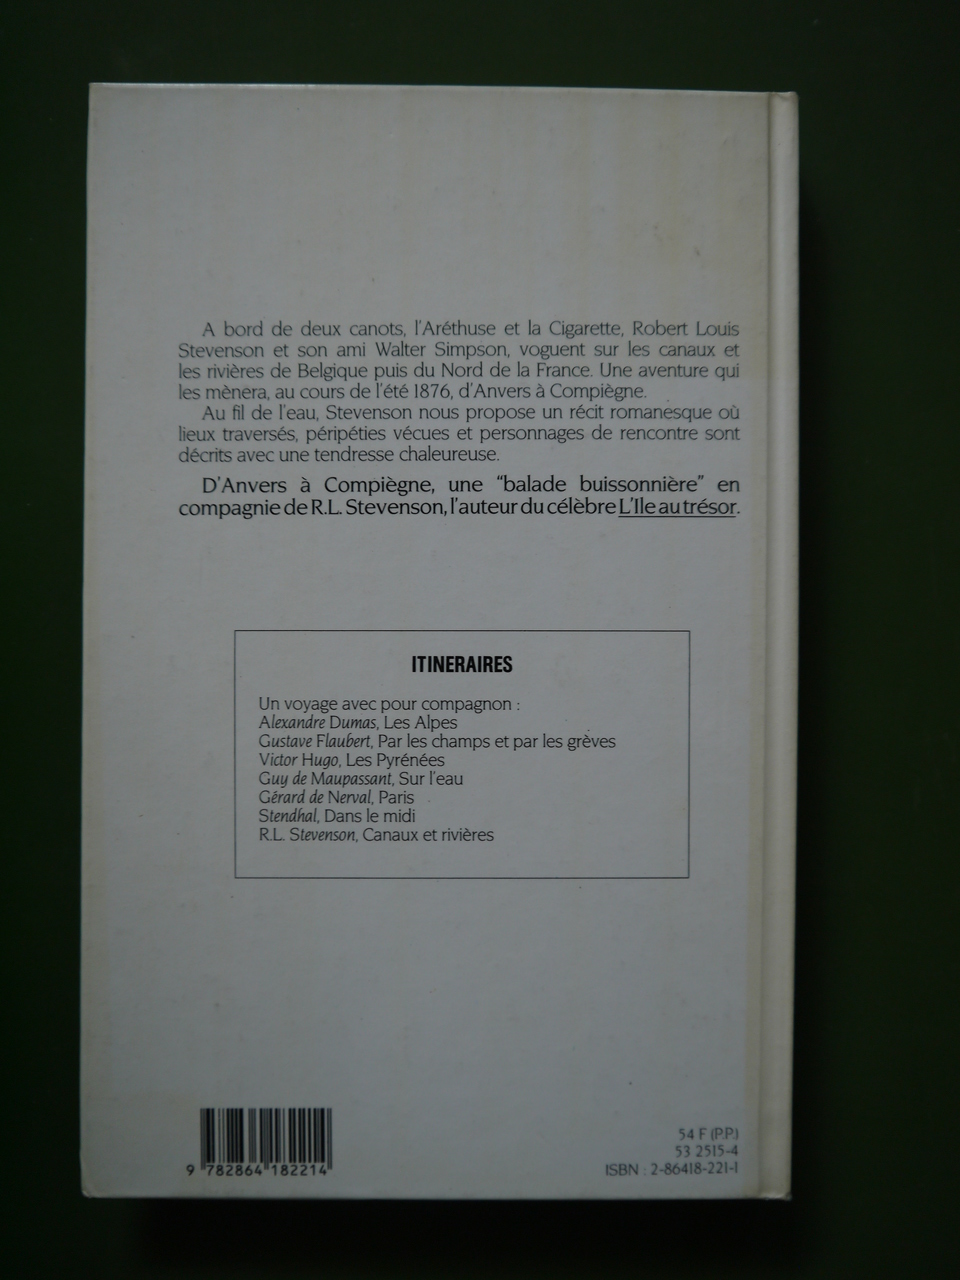 A bord de deux canots, l'Aréthuse et la Cigarette, Robert Louis
Stevenson et son ami Walter Simpson, voguent sur les canaux et
les rivières de Belgique puis du Nord de la France. Une aventure qui
les mènera, au cours de l'été 1876, d'Anvers à Compiègne.
Au fil de l'eau, Stevenson nous propose un récit romanesque où
lieux traversés, péripéties vécues et personnages de rencontre sont
décrits avec une tendresse chaleureuse.
D'Anvers à Compiègne, une "balade buissonnière" en
compagnie de R.L. Stevenson, l'auteur du célèbre L'Ile au trésor.
ITINERAIRES
Un voyage avec pour compagnon :
Alexandre Dumas, Les Alpes
Gustave Flaubert, Par les champs et par les grèves
Victor Hugo, Les Pyrénées
Guy de Maupassant, Sur l'eau
Gérard de Nerval, Paris
Stendhal, Dans le midi
R.L. Stevenson, Canaux et rivières
54 F (P.P.)
53 2515-4
ISBN : 2-86418-221-1
9 782864 182214